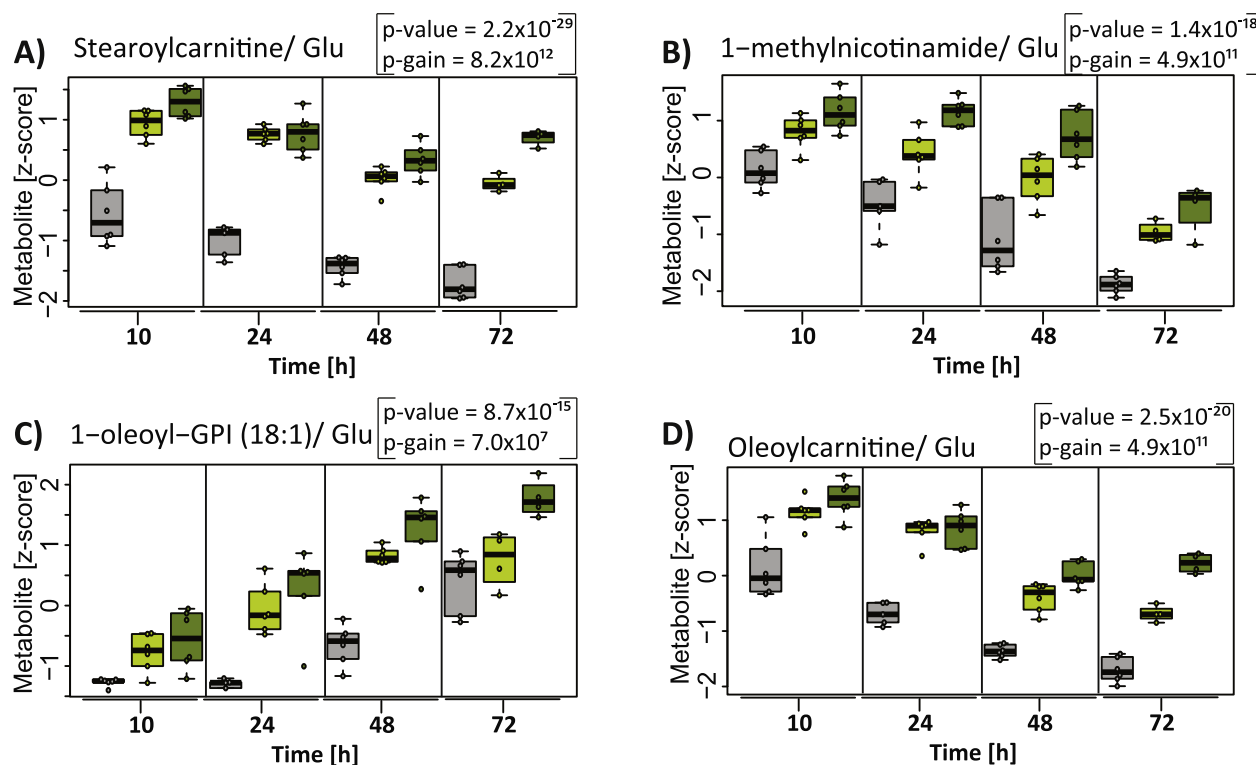 A) Stearoylcarnitine/ Glu
p-value = 2.2x10⁻²⁹
p-gain = 8.2x10¹²
Metabolite [z-score]
1
0
−1
−2
10 24 48 72
Time [h]
B) 1−methylnicotinamide/ Glu
p-value = 1.4x10⁻¹⁸
p-gain = 4.9x10¹¹
Metabolite [z-score]
1
0
−1
−2
10 24 48 72
Time [h]
C) 1−oleoyl−GPI (18:1)/ Glu
p-value = 8.7x10⁻¹⁵
p-gain = 7.0x10⁷
Metabolite [z-score]
2
1
0
−1
10 24 48 72
Time [h]
D) Oleoylcarnitine/ Glu
p-value = 2.5x10⁻²⁰
p-gain = 4.9x10¹¹
Metabolite [z-score]
1
0
−1
−2
10 24 48 72
Time [h]